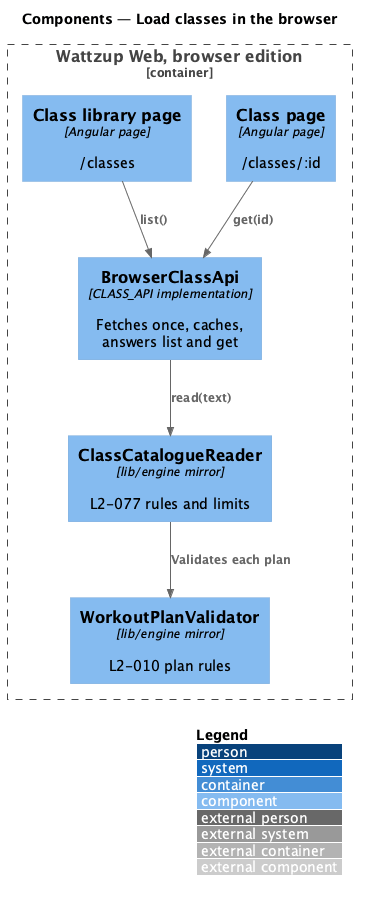 Components — Load classes in the browser
Wattzup Web, browser edition
[container]
Class library page
[Angular page]
/classes
Class page
[Angular page]
/classes/:id
list()
get(id)
BrowserClassApi
[CLASS_API implementation]
Fetches once, caches,
answers list and get
read(text)
ClassCatalogueReader
[lib/engine mirror]
L2-077 rules and limits
Validates each plan
WorkoutPlanValidator
[lib/engine mirror]
L2-010 plan rules
Legend
person
system
container
component
external person
external system
external container
external component